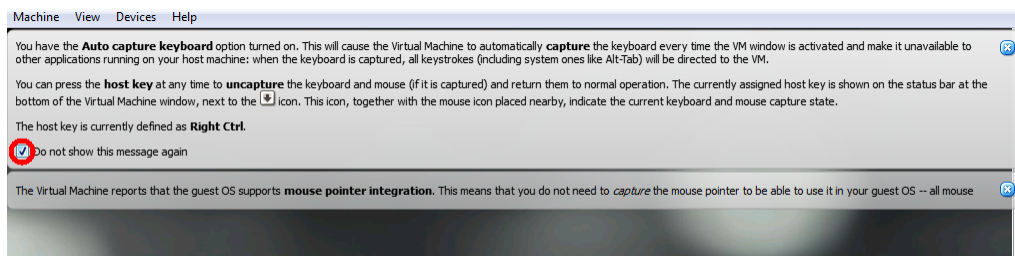 Machine View Devices Help
You have the Auto capture keyboard option turned on. This will cause the Virtual Machine to automatically capture the keyboard every time the VM window is activated and make it unavailable to
other applications running on your host machine: when the keyboard is captured, all keystrokes (including system ones like Alt-Tab) will be directed to the VM.
You can press the host key at any time to uncapture the keyboard and mouse (if it is captured) and return them to normal operation. The currently assigned host key is shown on the status bar at the
bottom of the Virtual Machine window, next to the icon. This icon, together with the mouse icon placed nearby, indicate the current keyboard and mouse capture state.
The host key is currently defined as Right Ctrl.
Do not show this message again
The Virtual Machine reports that the guest OS supports mouse pointer integration. This means that you do not need to capture the mouse pointer to be able to use it in your guest OS -- all mouse